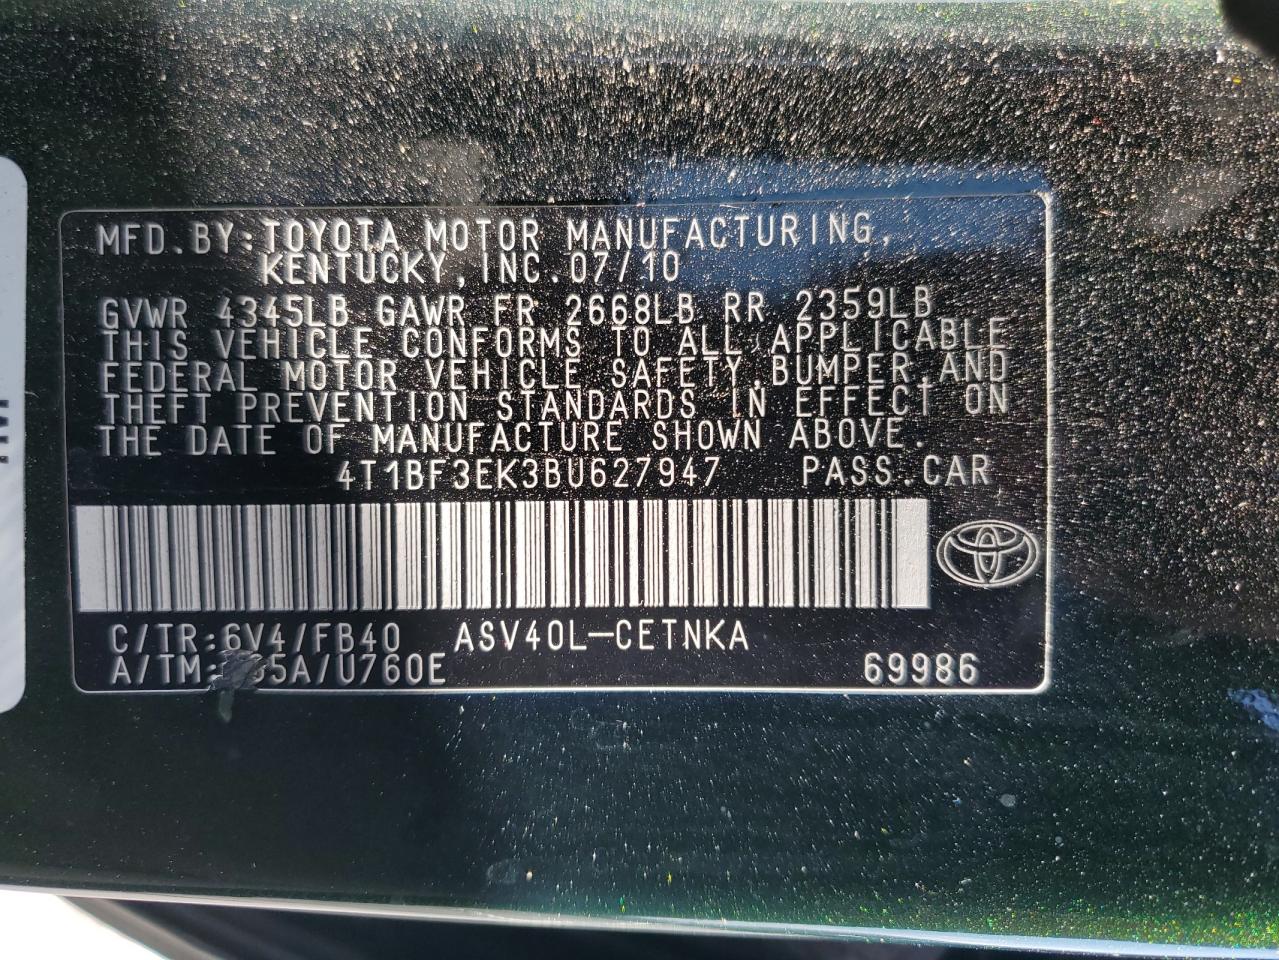 MFD.BY:TOYOTA MOTOR MANUFACTURING,
KENTUCKY, INC.07/10
GVWR 4345LB GAWR FR 2668LB RR 2359LB
THIS VEHICLE CONFORMS TO ALL APPLICABLE
FEDERAL MOTOR VEHICLE SAFETY,BUMPER,AND
THEFT PREVENTION STANDARDS IN EFFECT ON
THE DATE OF MANUFACTURE SHOWN ABOVE.
4T1BF3EK3BU627947 PASS.CAR
C/TR:6V4/FB40 ASV40L-CETNKA
A/TM: /U760E 69986